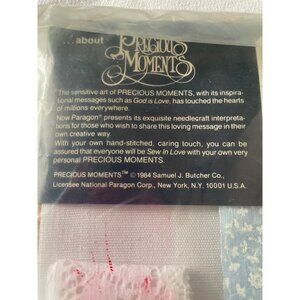 ...about
PRECIOUS
MOMENTS
The sensitive art of PRECIOUS MOMENTS, with its inspira-
tional messages such as God is Love, has touched the hearts
of millions everywhere.
Now Paragon® presents its exquisite needlecraft interpreta-
tions for those who wish to share this loving message in their
own creative way.
With your own hand-stitched, caring touch, you can be
assured that everyone will be Sew in Love with your own very
personal PRECIOUS MOMENTS.
PRECIOUS MOMENTS™ © 1984 Samuel J. Butcher Co.,
Licensee National Paragon Corp., New York, N.Y. 10001 U.S.A.